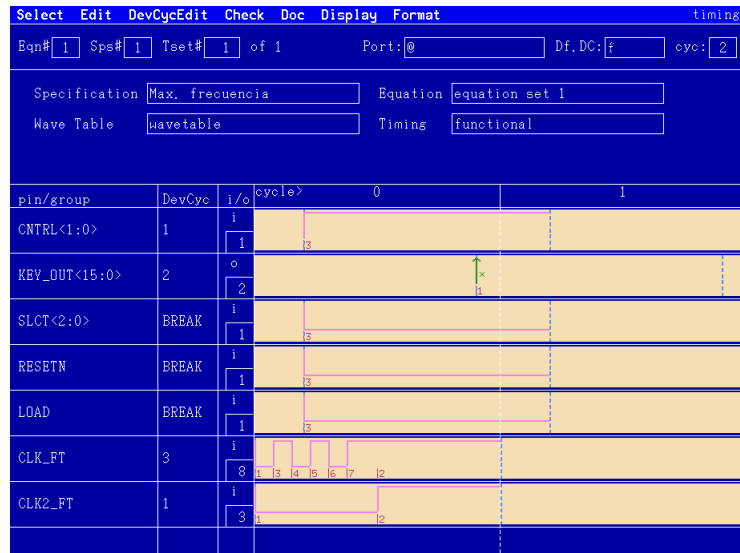 Select Edit DevCycEdit Check Doc Display Format timing
Eqn# 1 Sps# 1 Tset# 1 of 1 Port: @ Df.DC: f cyc: 2
Specification Max. frecuencia Equation equation set 1
Wave Table wavetable Timing functional
pin/group DevCyc i/o cycle> 0 1
CNTRL<1:0> 1 i 1 3
KEY_OUT<15:0> 2 o 2 x 1
SLCT<2:0> BREAK i 1 3
RESETN BREAK i 1 3
LOAD BREAK i 1 3
CLK_FT 3 i 8 1 3 4 5 6 7 2
CLK2_FT 1 i 3 1 2